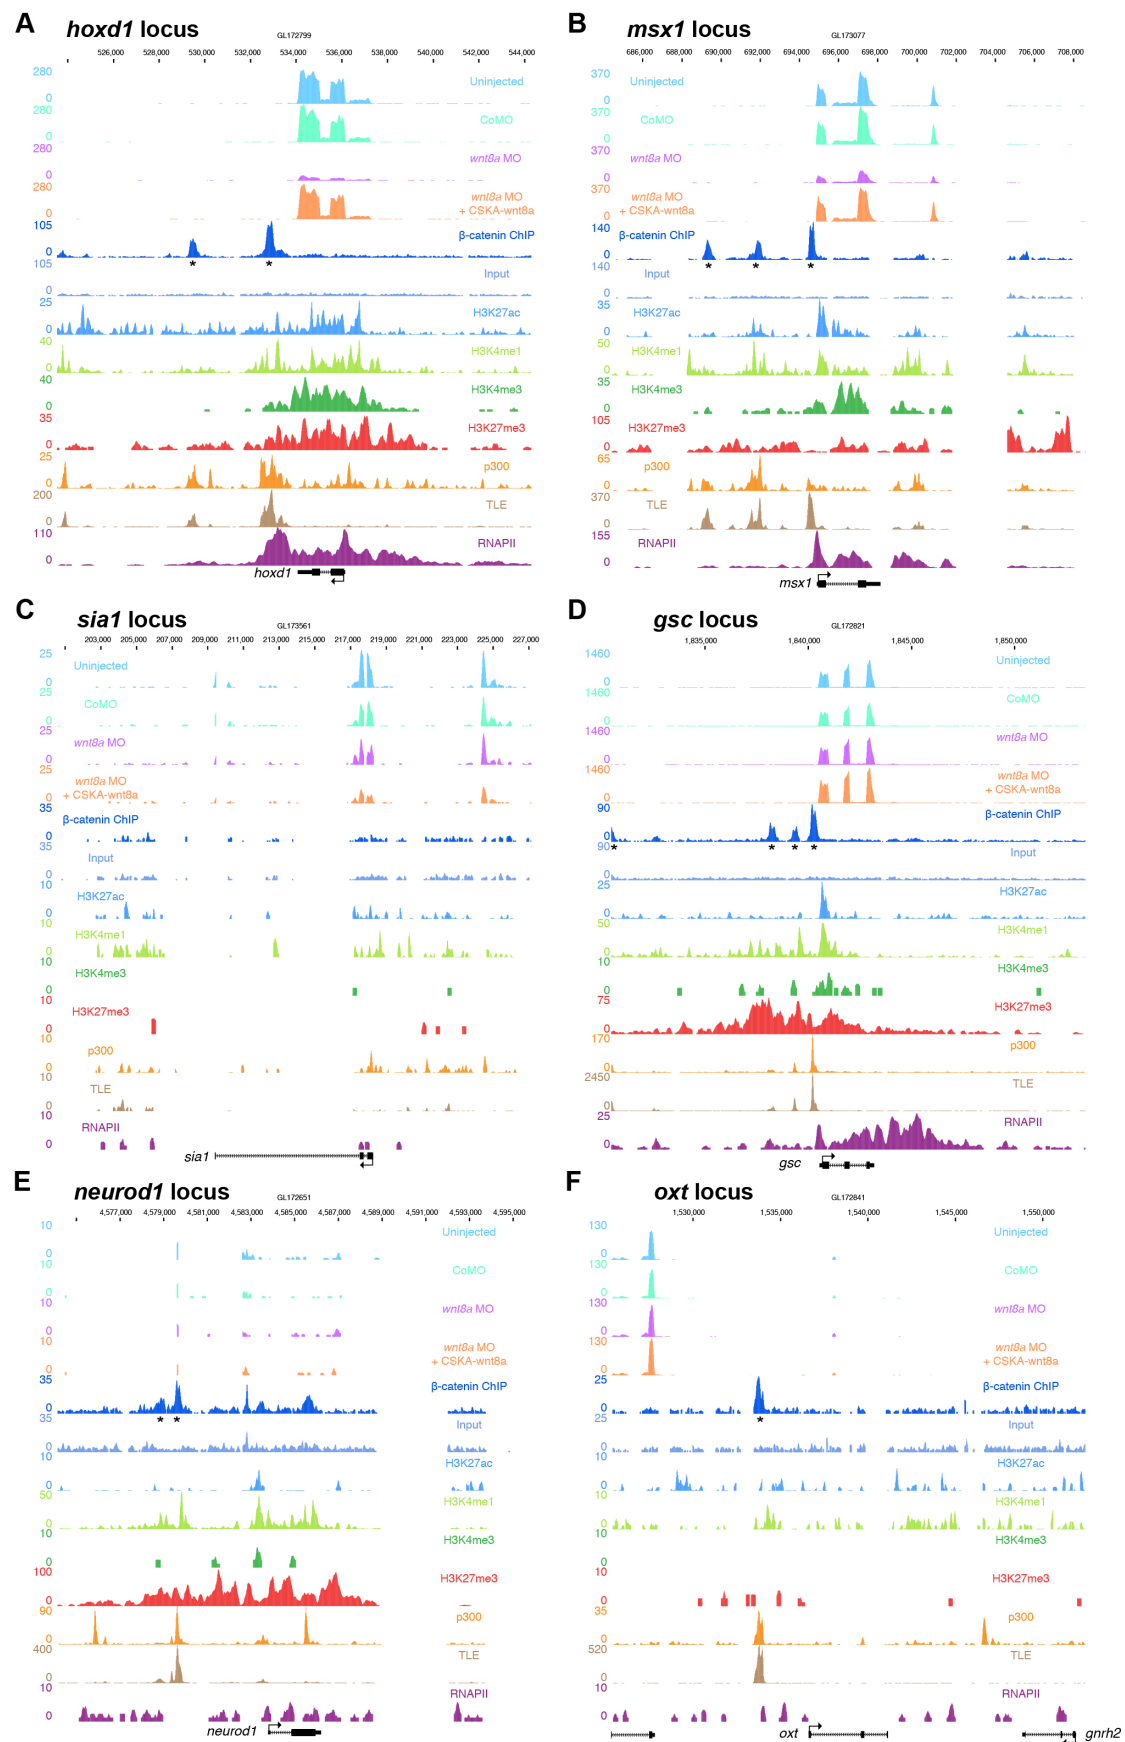 A hoxd1 locus
GL172799
526,000 528,000 530,000 532,000 534,000 536,000 538,000 540,000 542,000 544,000
280
0
Uninjected
280
0
CoMO
280
0
wnt8a MO
280
0
wnt8a MO
+ CSKA-wnt8a
105
0
β-catenin ChIP
* *
105
0
Input
25
0
H3K27ac
40
0
H3K4me1
40
0
H3K4me3
35
0
H3K27me3
25
0
p300
200
0
TLE
110
0
RNAPII
hoxd1
B msx1 locus
GL173077
686,000 688,000 690,000 692,000 694,000 696,000 698,000 700,000 702,000 704,000 706,000 708,000
370
0
Uninjected
370
0
CoMO
370
0
wnt8a MO
370
0
wnt8a MO
+ CSKA-wnt8a
140
0
β-catenin ChIP
* * *
140
0
Input
35
0
H3K27ac
50
0
H3K4me1
35
0
H3K4me3
105
0
H3K27me3
65
0
p300
370
0
TLE
155
0
RNAPII
msx1
C sia1 locus
GL173561
203,000 205,000 207,000 209,000 211,000 213,000 215,000 217,000 219,000 221,000 223,000 225,000 227,000
25
0
Uninjected
25
0
CoMO
25
0
wnt8a MO
25
0
wnt8a MO
+ CSKA-wnt8a
35
0
β-catenin ChIP
35
0
Input
10
0
H3K27ac
10
0
H3K4me1
10
0
H3K4me3
10
0
H3K27me3
10
0
p300
10
0
TLE
10
0
RNAPII
sia1
D gsc locus
GL172821
1,835,000 1,840,000 1,845,000 1,850,000
1460
0
Uninjected
1460
0
CoMO
1460
0
wnt8a MO
1460
0
wnt8a MO
+ CSKA-wnt8a
90
0
β-catenin ChIP
* * * *
90
0
Input
25
0
H3K27ac
50
0
H3K4me1
10
0
H3K4me3
75
0
H3K27me3
170
0
p300
2450
0
TLE
25
0
RNAPII
gsc
E neurod1 locus
GL172651
4,577,000 4,579,000 4,581,000 4,583,000 4,585,000 4,587,000 4,589,000 4,591,000 4,593,000 4,595,000
10
0
Uninjected
10
0
CoMO
10
0
wnt8a MO
10
0
wnt8a MO
+ CSKA-wnt8a
35
0
β-catenin ChIP
* *
35
0
Input
10
0
H3K27ac
50
0
H3K4me1
10
0
H3K4me3
100
0
H3K27me3
90
0
p300
400
0
TLE
10
0
RNAPII
neurod1
F oxt locus
GL172841
1,530,000 1,535,000 1,540,000 1,545,000 1,550,000
130
0
Uninjected
130
0
CoMO
130
0
wnt8a MO
130
0
wnt8a MO
+ CSKA-wnt8a
25
0
β-catenin ChIP
*
25
0
Input
10
0
H3K27ac
10
0
H3K4me1
10
0
H3K4me3
10
0
H3K27me3
35
0
p300
520
0
TLE
10
0
RNAPII
oxt gnrh2